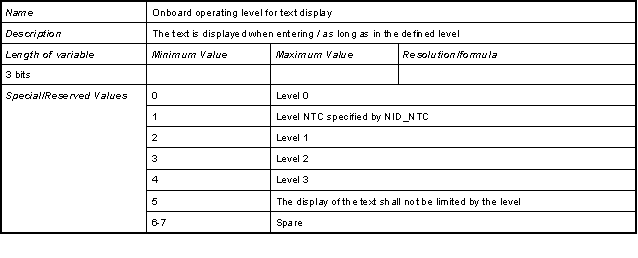 Name Onboard operating level for text display
Description The text is displayed when entering / as long as in the defined level
Length of variable Minimum Value Maximum Value Resolution/formula
3 bits
Special/Reserved Values 0 Level 0
1 Level NTC specified by NID_NTC
2 Level 1
3 Level 2
4 Level 3
5 The display of the text shall not be limited by the level
6-7 Spare